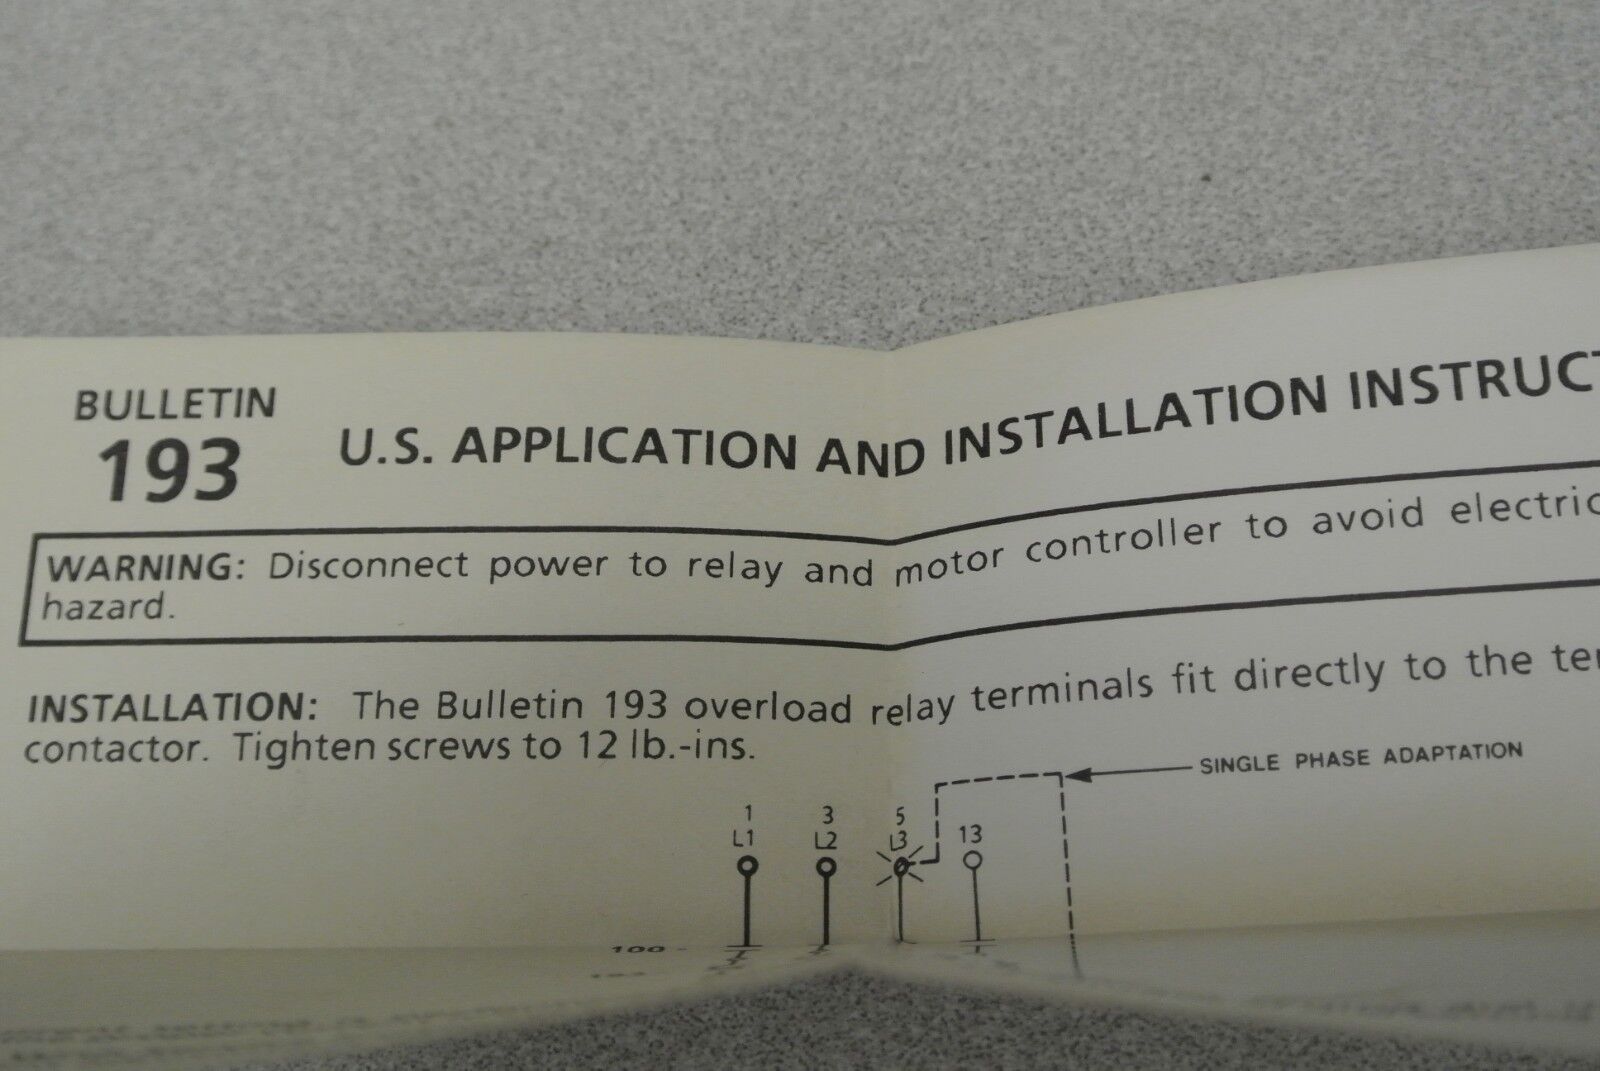 BULLETIN
193
U.S. APPLICATION AND INSTALLATION INSTRUCT
WARNING: Disconnect power to relay and motor controller to avoid electric
hazard.
INSTALLATION: The Bulletin 193 overload relay terminals fit directly to the ter
contactor. Tighten screws to 12 lb.-ins.
SINGLE PHASE ADAPTATION
1 3 5
L1 L2 L3 13
100